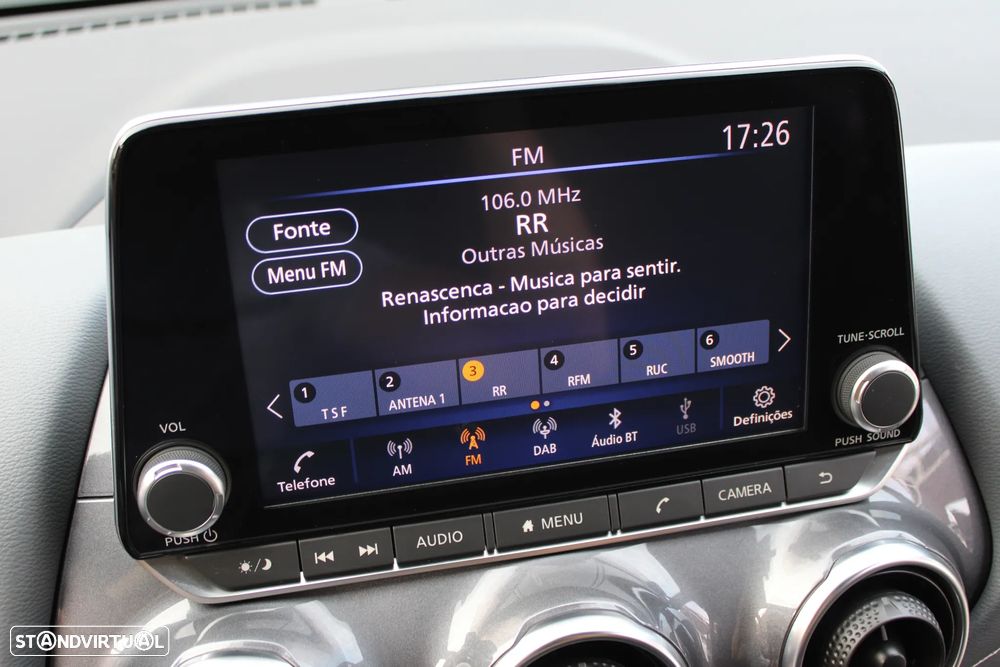 17:26
FM
106.0 MHz
RR
Outras Músicas
Renascenca - Musica para sentir.
Informacao para decidir
Fonte
Menu FM
1 TSF
2 ANTENA 1
3 RR
4 RFM
5 RUC
6 SMOOTH
Telefone
AM
FM
DAB
Áudio BT
USB
Definições
VOL
PUSH
TUNE·SCROLL
PUSH SOUND
AUDIO
MENU
CAMERA
STANDVIRTUAL